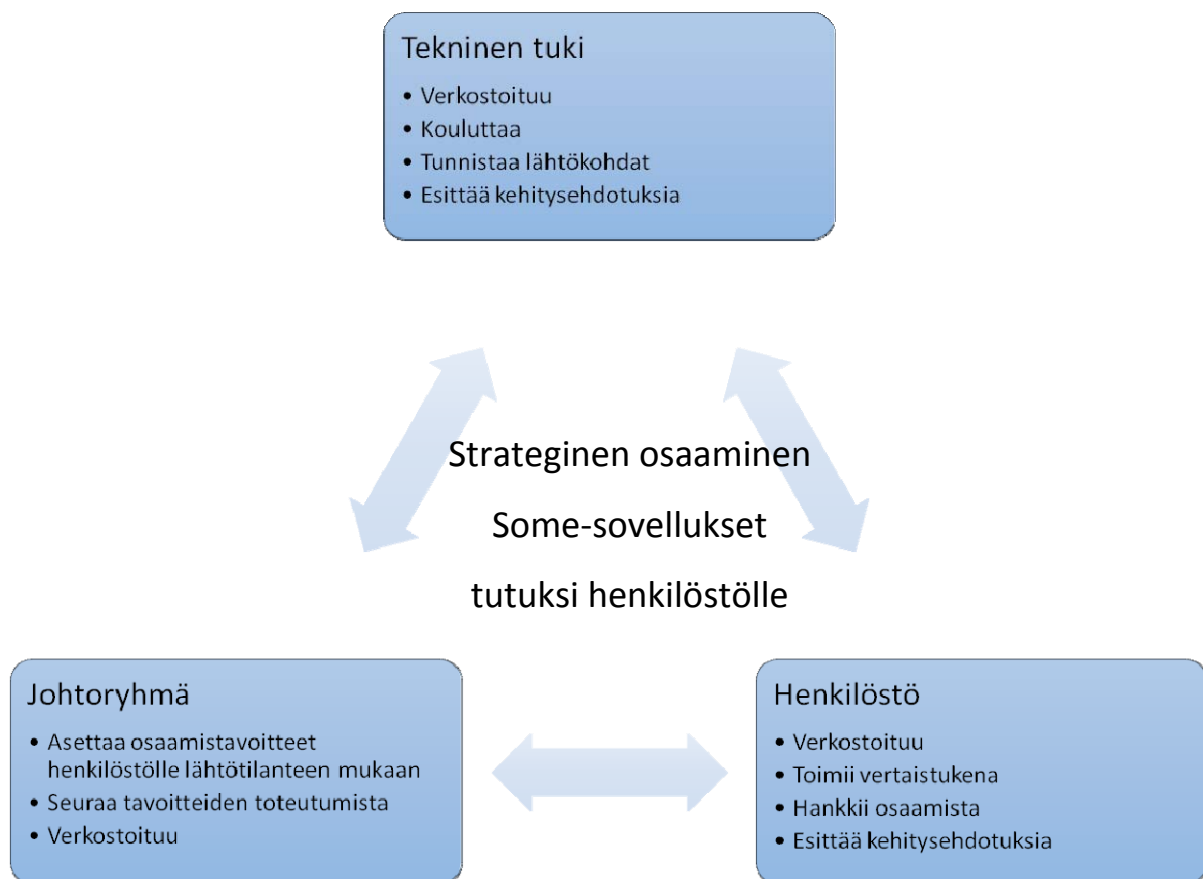 Tekninen tuki
• Verkostoituu
• Kouluttaa
• Tunnistaa lähtökohdat
• Esittää kehitysehdotuksia
Strateginen osaaminen
Some-sovellukset
tutuksi henkilöstölle
Johtoryhmä
• Asettaa osaamistavoitteet
henkilöstölle lähtötilanteen mukaan
• Seuraa tavoitteiden toteutumista
• Verkostoituu
Henkilöstö
• Verkostoituu
• Toimii vertaistukena
• Hankkii osaamista
• Esittää kehitysehdotuksia